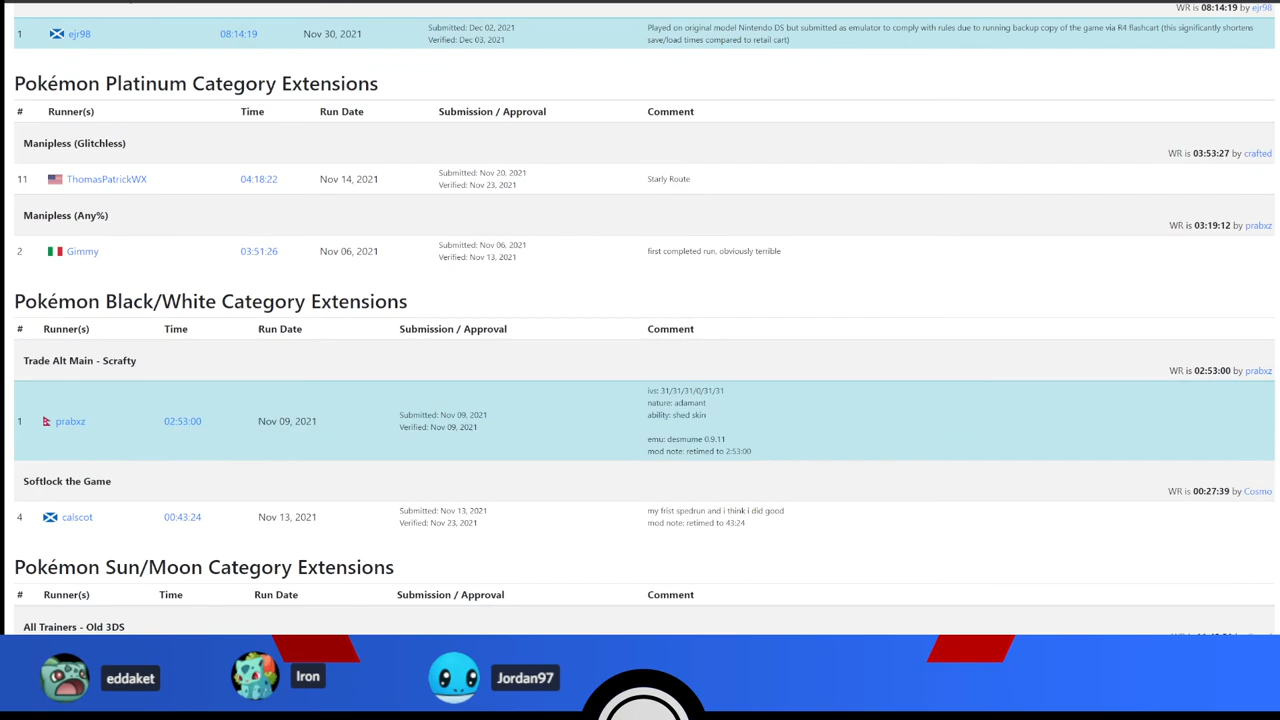 WR is 08:14:19 by ejr98
1 ejr98 08:14:19 Nov 30, 2021 Submitted: Dec 02, 2021 Verified: Dec 03, 2021 Played on original model Nintendo DS but submitted as emulator to comply with rules due to running backup copy of the game via R4 flashcart (this significantly shortens save/load times compared to retail cart)
Pokémon Platinum Category Extensions
# Runner(s) Time Run Date Submission / Approval Comment
Manipless (Glitchless)
WR is 03:53:27 by crafted
11 ThomasPatrickWX 04:18:22 Nov 14, 2021 Submitted: Nov 20, 2021 Verified: Nov 23, 2021 Starly Route
Manipless (Any%)
WR is 03:19:12 by prabxz
2 Gimmy 03:51:26 Nov 06, 2021 Submitted: Nov 06, 2021 Verified: Nov 13, 2021 first completed run, obviously terrible
Pokémon Black/White Category Extensions
# Runner(s) Time Run Date Submission / Approval Comment
Trade Alt Main - Scrafty
WR is 02:53:00 by prabxz
1 prabxz 02:53:00 Nov 09, 2021 Submitted: Nov 09, 2021 Verified: Nov 09, 2021
ivs: 31/31/31/0/31/31
nature: adamant
ability: shed skin
emu: desmume 0.9.11
mod note: retimed to 2:53:00
Softlock the Game
WR is 00:27:39 by Cosmo
4 calscot 00:43:24 Nov 13, 2021 Submitted: Nov 13, 2021 Verified: Nov 23, 2021
my frist spedrun and i think i did good
mod note: retimed to 43:24
Pokémon Sun/Moon Category Extensions
# Runner(s) Time Run Date Submission / Approval Comment
All Trainers - Old 3DS
eddaket Iron Jordan97